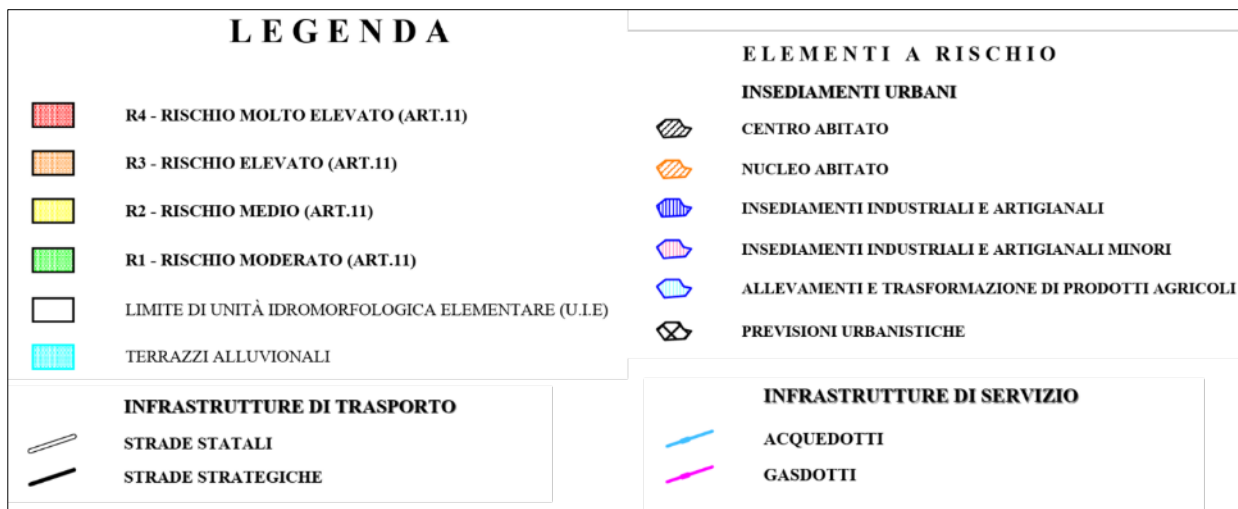 LEGENDA
R4 - RISCHIO MOLTO ELEVATO (ART.11)
R3 - RISCHIO ELEVATO (ART.11)
R2 - RISCHIO MEDIO (ART.11)
R1 - RISCHIO MODERATO (ART.11)
LIMITE DI UNITÀ IDROMORFOLOGICA ELEMENTARE (U.I.E)
TERRAZZI ALLUVIONALI
INFRASTRUTTURE DI TRASPORTO
STRADE STATALI
STRADE STRATEGICHE
ELEMENTI A RISCHIO
INSEDIAMENTI URBANI
CENTRO ABITATO
NUCLEO ABITATO
INSEDIAMENTI INDUSTRIALI E ARTIGIANALI
INSEDIAMENTI INDUSTRIALI E ARTIGIANALI MINORI
ALLEVAMENTI E TRASFORMAZIONE DI PRODOTTI AGRICOLI
PREVISIONI URBANISTICHE
INFRASTRUTTURE DI SERVIZIO
ACQUEDOTTI
GASDOTTI